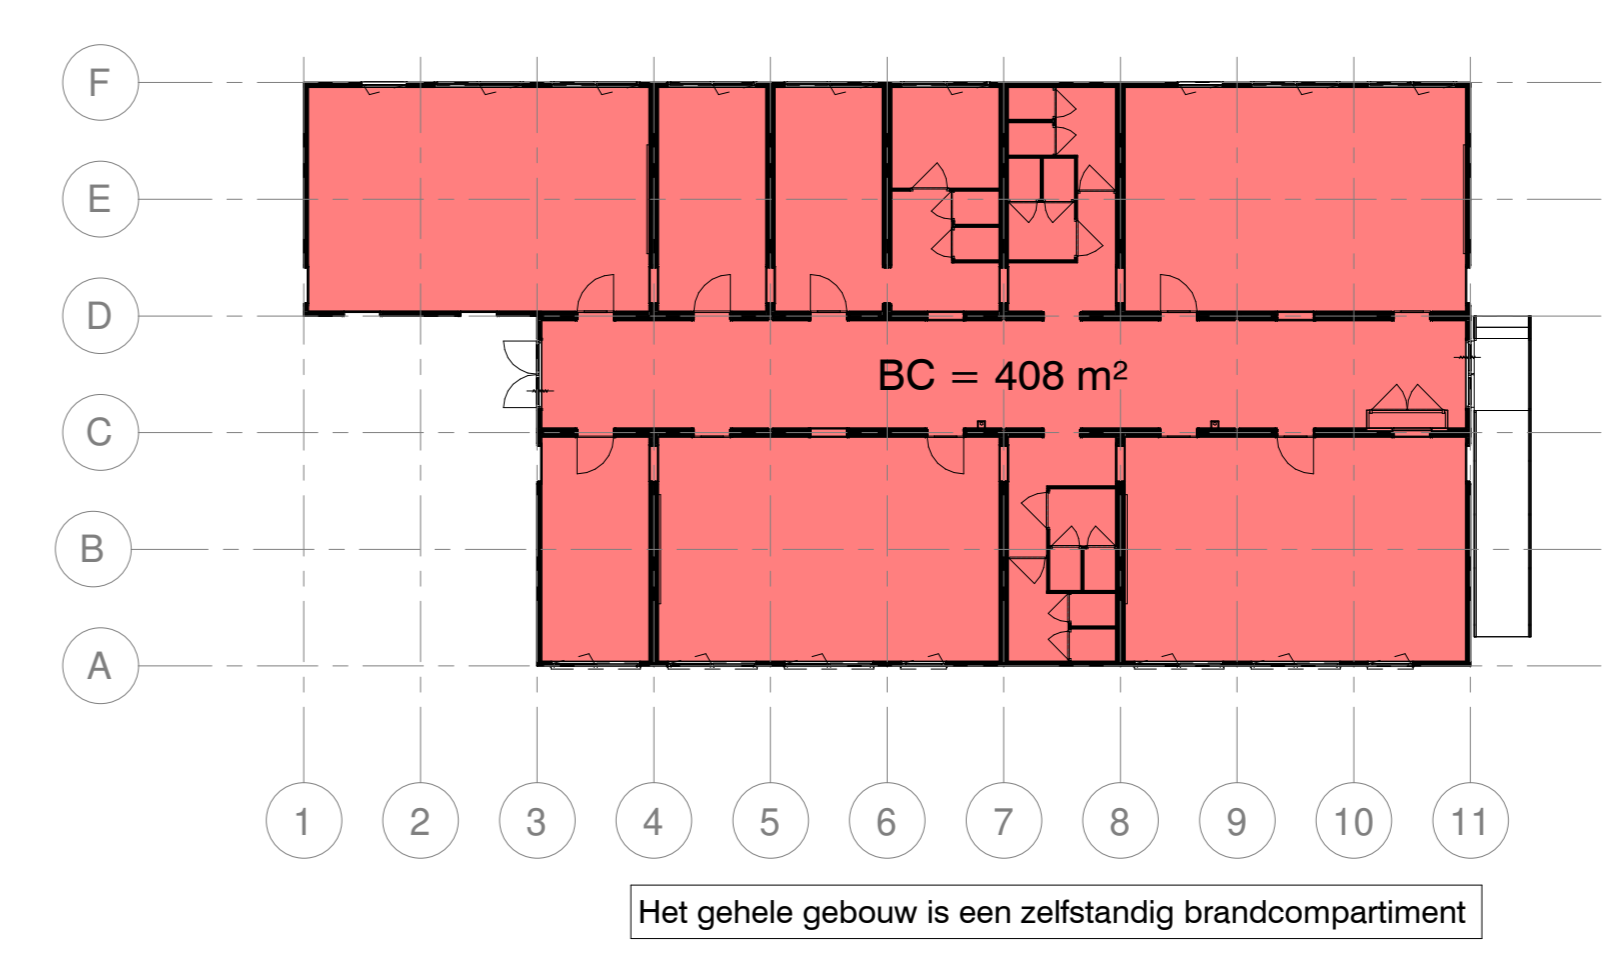 F
E
D
BC = 408 m²
C
B
A
1 2 3 4 5 6 7 8 9 10 11
Het gehele gebouw is een zelfstandig brandcompartiment